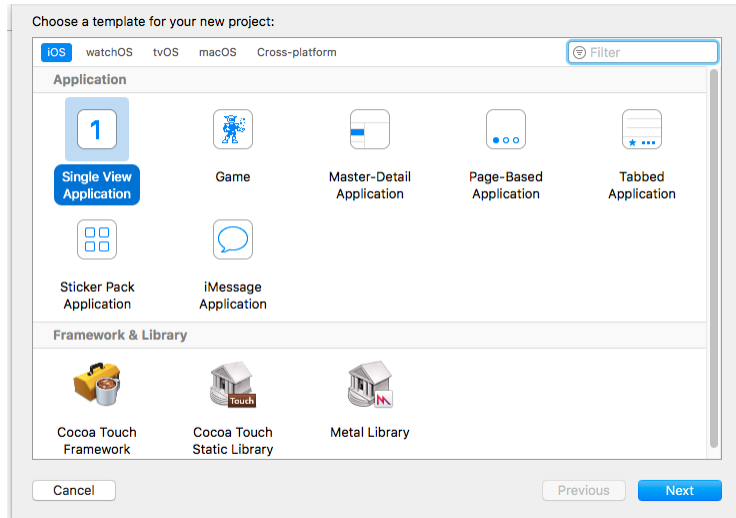 Choose a template for your new project:
iOS watchOS tvOS macOS Cross-platform Filter
Application
1
Single View Application
Game
Master-Detail Application
Page-Based Application
Tabbed Application
Sticker Pack Application
iMessage Application
Framework & Library
Touch
Cocoa Touch Framework
Cocoa Touch Static Library
Metal Library
Cancel Previous Next